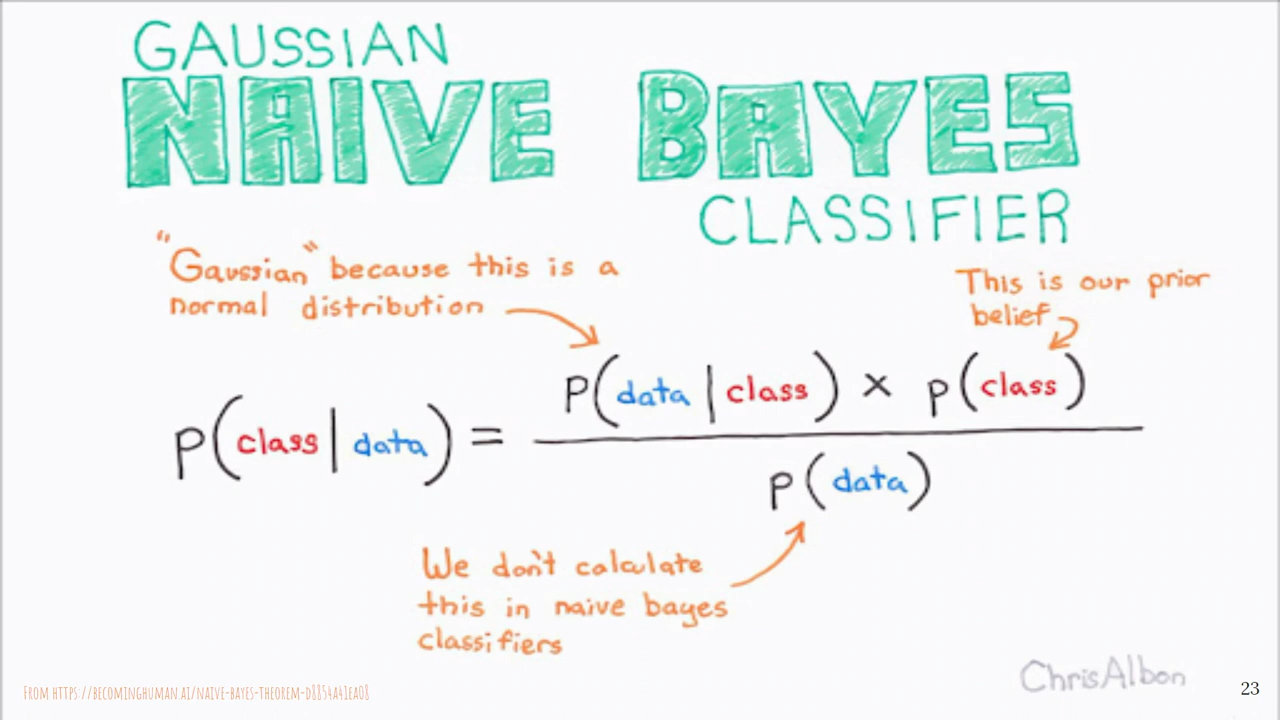 GAUSSIAN
NAIVE BAYES
CLASSIFIER
"Gaussian" because this is a
normal distribution
This is our prior
belief
P(data | class) × P(class)
P(class | data) =
P(data)
We don't calculate
this in naive bayes
classifiers
ChrisAlbon
From https://becominghuman.ai/naive-bayes-theorem-d8854a41ea08
23